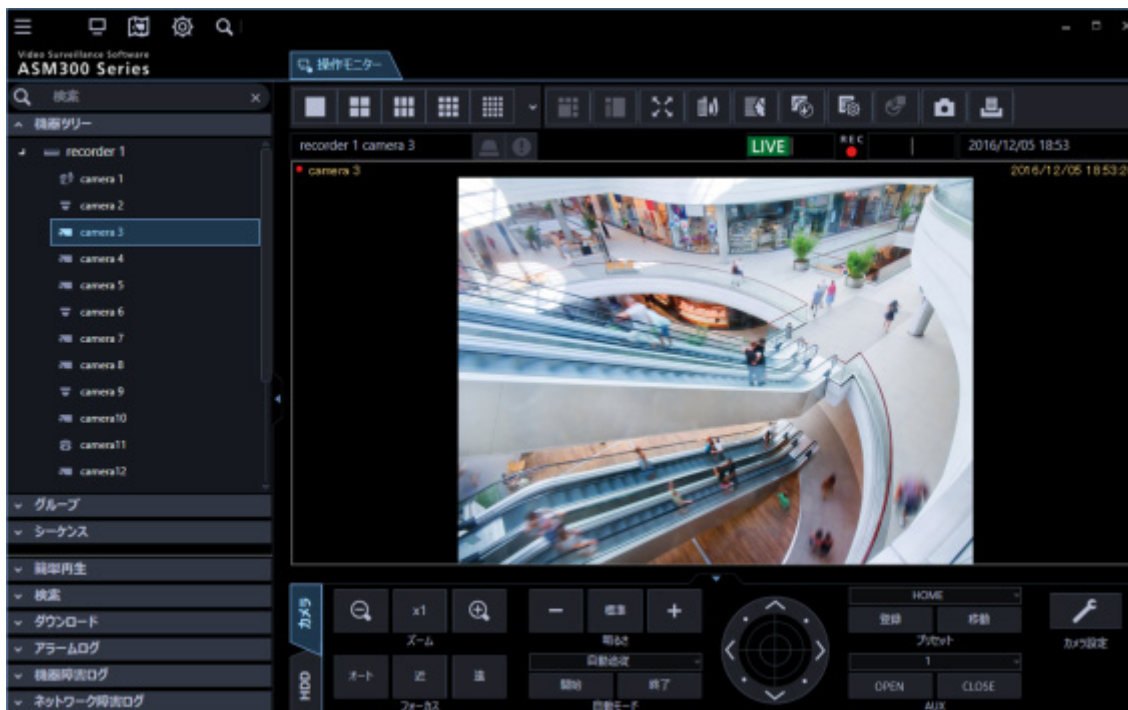 Video Surveillance Software
ASM300 Series
操作モニター
検索
機器ツリー
recorder 1
camera 1
camera 2
camera 3
camera 4
camera 5
camera 6
camera 7
camera 8
camera 9
camera10
camera11
camera12
グループ
シーケンス
簡単再生
検索
ダウンロード
アラームログ
機器障害ログ
ネットワーク障害ログ
recorder 1 camera 3
LIVE
REC
2016/12/05 18:53
camera 3
2016/12/05 18:53:2
カメラ
HDD
x1
ズーム
オート
近
遠
フォーカス
標準
明るさ
自動追従
開始
終了
自動モード
HOME
登録
移動
プリセット
1
OPEN
CLOSE
AUX
カメラ設定